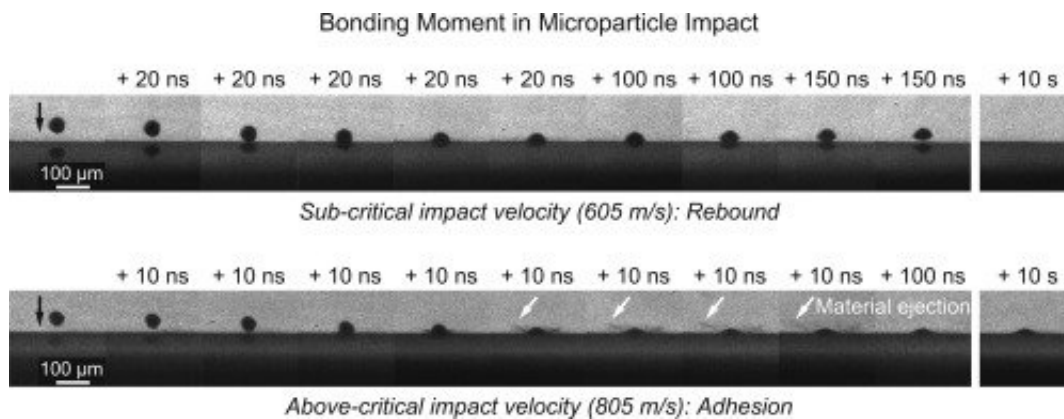 Bonding Moment in Microparticle Impact
+ 20 ns + 20 ns + 20 ns + 20 ns + 20 ns + 100 ns + 100 ns + 150 ns + 150 ns + 10 s
100 µm
Sub-critical impact velocity (605 m/s): Rebound
+ 10 ns + 10 ns + 10 ns + 10 ns + 10 ns + 10 ns + 10 ns + 10 ns + 100 ns + 10 s
Material ejection
100 µm
Above-critical impact velocity (805 m/s): Adhesion